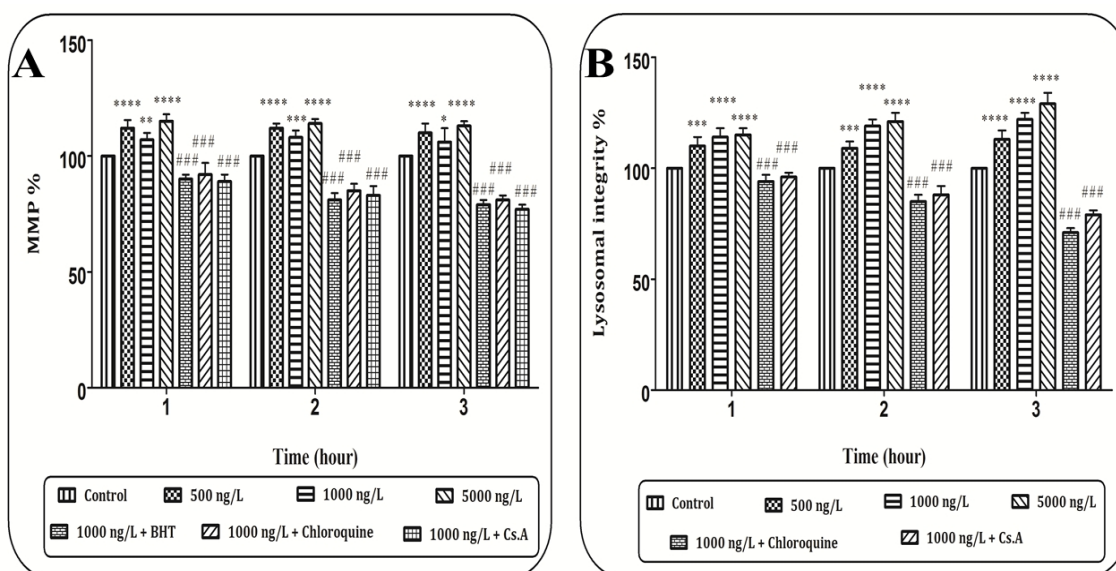 A
MMP %
150
100
50
0
**** ** **** ### ### ###
**** *** **** ### ### ###
**** * **** ### ### ###
1 2 3
Time (hour)
Control 500 ng/L 1000 ng/L 5000 ng/L
1000 ng/L + BHT 1000 ng/L + Chloroquine 1000 ng/L + Cs.A
B
Lysosomal integrity %
150
100
50
0
*** **** **** ### ###
*** **** **** ### ###
**** **** **** ### ###
1 2 3
Time (hour)
Control 500 ng/L 1000 ng/L 5000 ng/L
1000 ng/L + Chloroquine 1000 ng/L + Cs.A